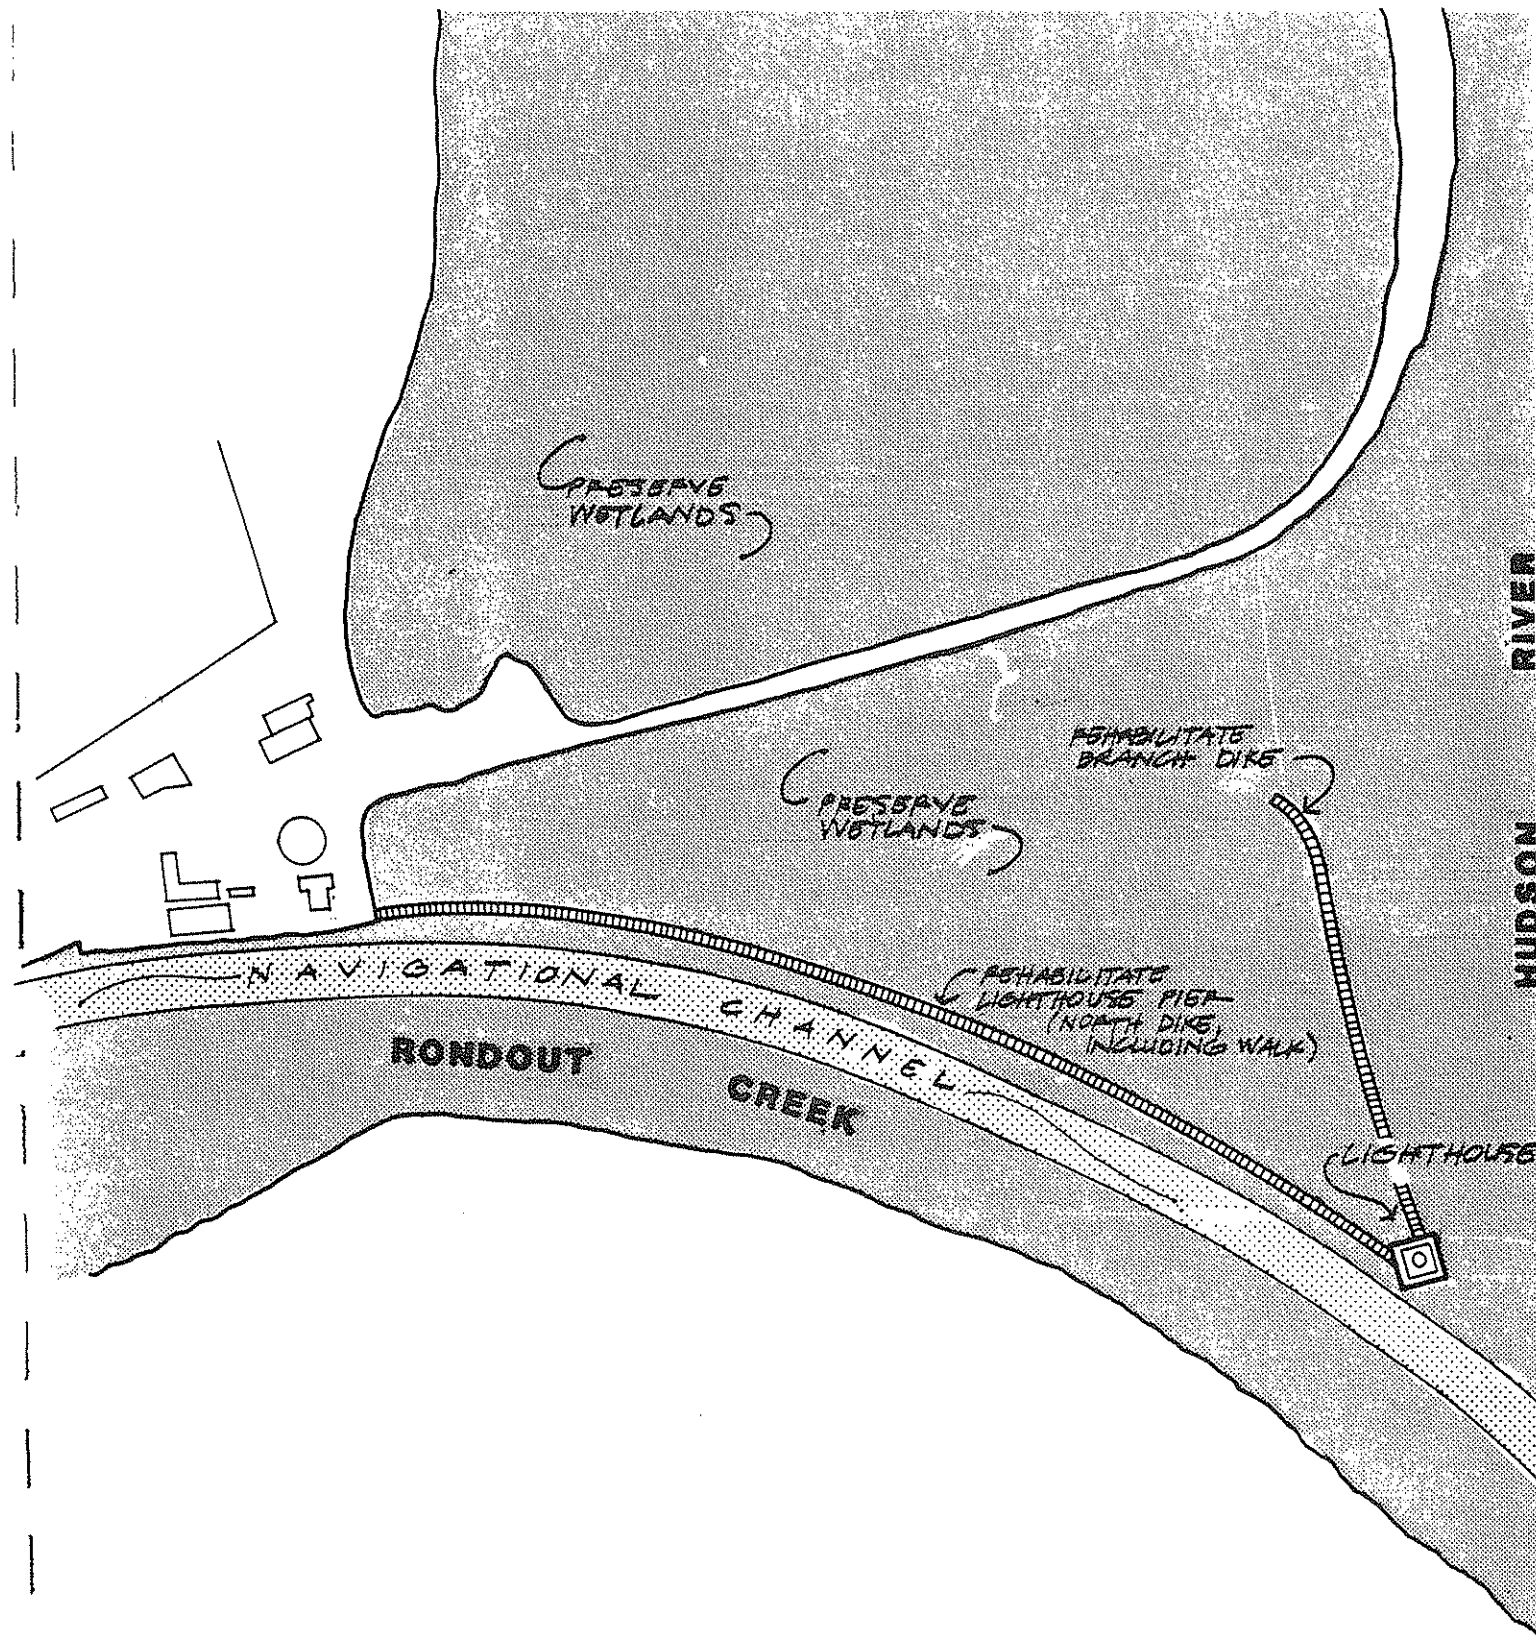 PRESERVE
WETLANDS
RIVER
HUDSON
REHABILITATE
BRANCH DIKE
PRESERVE
WETLANDS
NAVIGATIONAL CHANNEL
REHABILITATE
LIGHTHOUSE PIER
(NORTH DIKE,
INCLUDING WALK)
RONDOUT
CREEK
LIGHTHOUSE